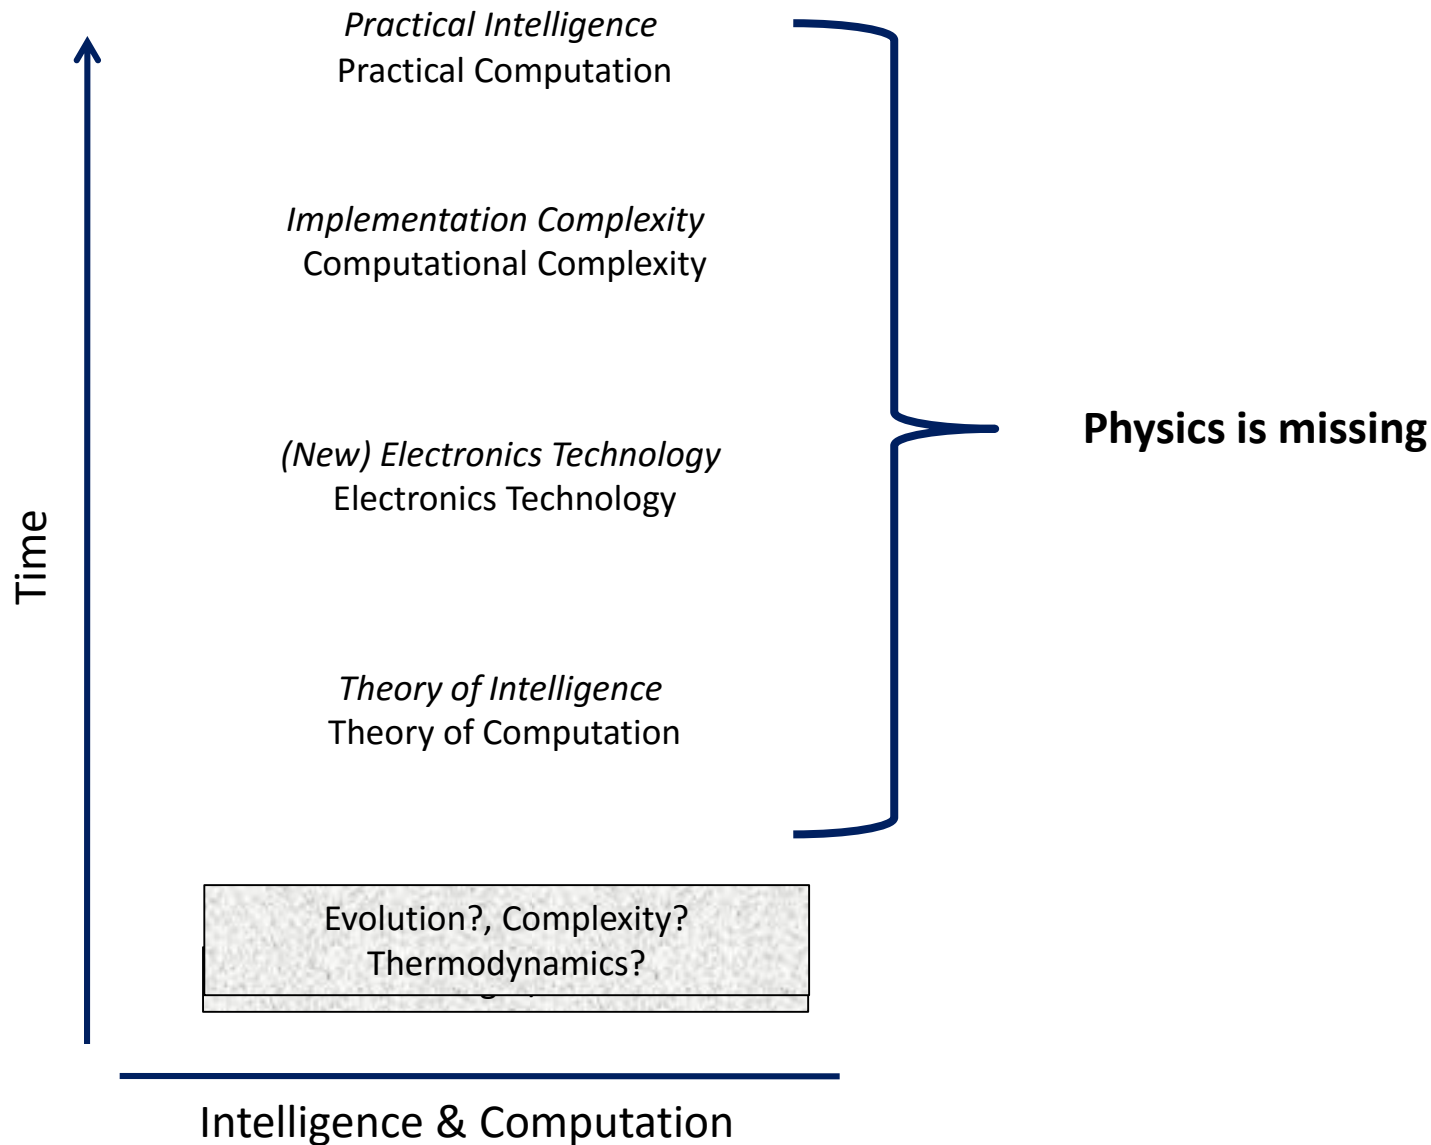 Practical Intelligence
Practical Computation
Implementation Complexity
Computational Complexity
(New) Electronics Technology
Electronics Technology
Physics is missing
Time
Theory of Intelligence
Theory of Computation
Evolution?, Complexity?
Thermodynamics?
Intelligence & Computation